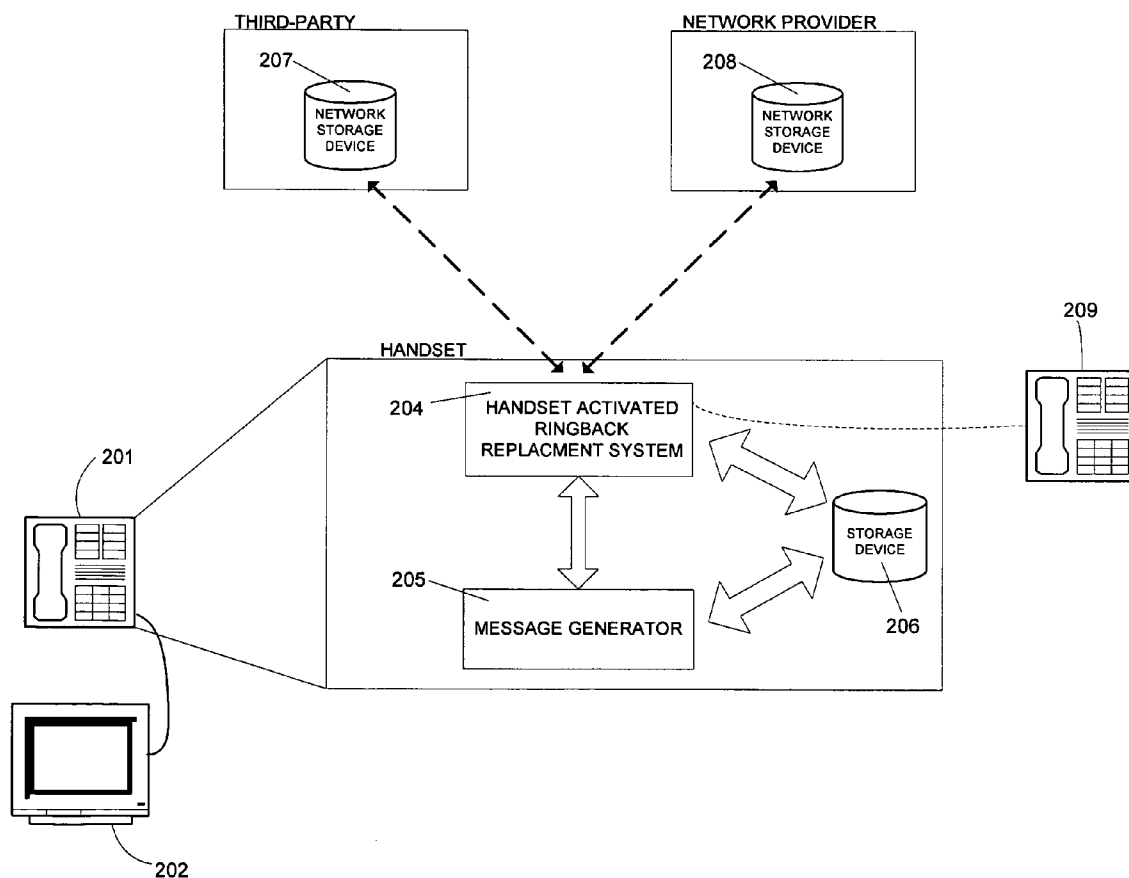 THIRD-PARTY
NETWORK PROVIDER
207
NETWORK
STORAGE
DEVICE
208
NETWORK
STORAGE
DEVICE
209
HANDSET
204
HANDSET ACTIVATED
RINGBACK
REPLACMENT SYSTEM
201
STORAGE
DEVICE
205
MESSAGE GENERATOR
206
202